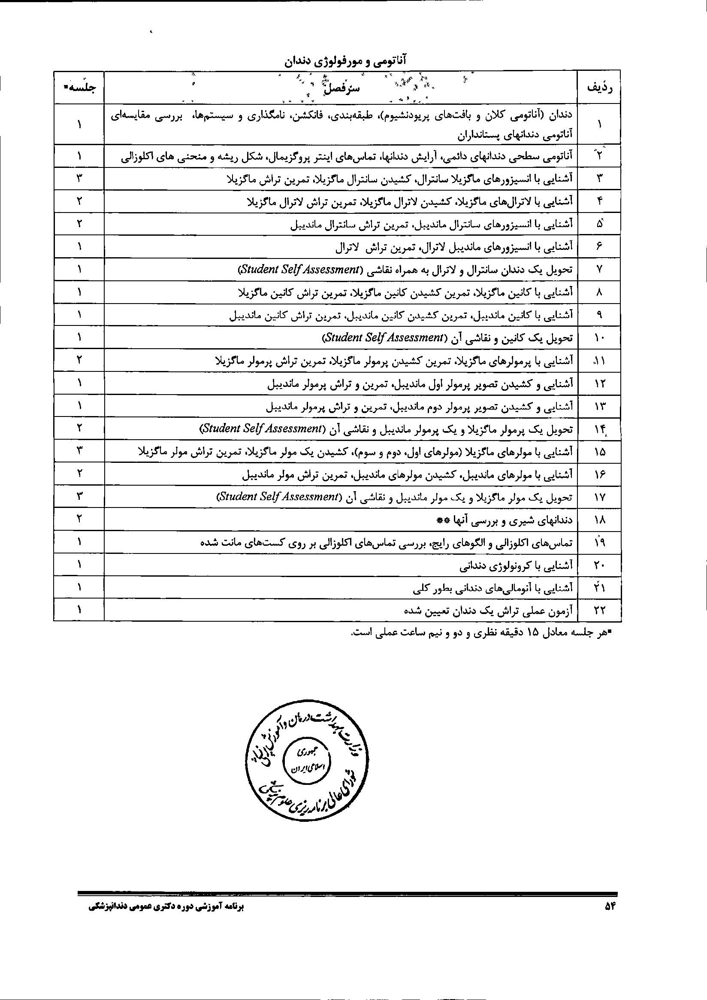 آناتومی و مورفولوژی دندان
ردیف سرفصل جلسه▪
۱ دندان (آناتومی کلان و بافت‌های پریودنشیوم)، طبقه‌بندی، فانکشن، نامگذاری و سیستم‌ها، بررسی مقایسه‌ای
آناتومی دندانهای پستانداران ۱
۲ آناتومی سطحی دندانهای دائمی، آرایش دندانها، تماس‌های اینتر پروگزیمال، شکل ریشه و منحنی های اکلوزالی ۱
۳ آشنایی با انسیزورهای ماگزیلا سانترال، کشیدن سانترال ماگزیلا، تمرین تراش ماگزیلا ۳
۴ آشنایی با لاترال‌های ماگزیلا، کشیدن لاترال ماگزیلا، تمرین تراش لاترال ماگزیلا ۲
۵ آشنایی با انسیزورهای سانترال ماندیبل، تمرین تراش سانترال ماندیبل ۲
۶ آشنایی با انسیزورهای ماندیبل لاترال، تمرین تراش لاترال ۱
۷ تحویل یک دندان سانترال و لاترال به همراه نقاشی (Student Self Assessment) ۱
۸ آشنایی با کانین ماگزیلا، تمرین کشیدن کانین ماگزیلا، تمرین تراش کانین ماگزیلا ۱
۹ آشنایی با کانین ماندیبل، تمرین کشیدن کانین ماندیبل، تمرین تراش کانین ماندیبل ۱
۱۰ تحویل یک کانین و نقاشی آن (Student Self Assessment) ۱
۱۱ آشنایی با پرمولرهای ماگزیلا، تمرین کشیدن پرمولر ماگزیلا، تمرین تراش پرمولر ماگزیلا ۲
۱۲ آشنایی و کشیدن تصویر پرمولر اول ماندیبل، تمرین و تراش پرمولر ماندیبل ۱
۱۳ آشنایی و کشیدن تصویر پرمولر دوم ماندیبل، تمرین و تراش پرمولر ماندیبل ۱
۱۴ تحویل یک پرمولر ماگزیلا و یک پرمولر ماندیبل و نقاشی آن (Student Self Assessment) ۲
۱۵ آشنایی با مولرهای ماگزیلا (مولرهای اول، دوم و سوم)، کشیدن یک مولر ماگزیلا، تمرین تراش مولر ماگزیلا ۳
۱۶ آشنایی با مولرهای ماندیبل، کشیدن مولرهای ماندیبل، تمرین تراش مولر ماندیبل ۲
۱۷ تحویل یک مولر ماگزیلا و یک مولر ماندیبل و نقاشی آن (Student Self Assessment) ۳
۱۸ دندانهای شیری و بررسی آنها ** ۲
۱۹ تماس‌های اکلوزالی و الگوهای رایج، بررسی تماس‌های اکلوزالی بر روی کست‌های مانت شده ۱
۲۰ آشنایی با کرونولوژی دندانی ۱
۲۱ آشنایی با آنومالی‌های دندانی بطور کلی ۱
۲۲ آزمون عملی تراش یک دندان تعیین شده ۱
▪هر جلسه معادل ۱۵ دقیقه نظری و دو و نیم ساعت عملی است.
وزارت بهداشت درمان و آموزش پزشکی
جمهوری
اسلامی ایران
شورای عالی برنامه ریزی علوم پزشکی
۵۴ برنامه آموزشی دوره دکتری عمومی دندانپزشکی